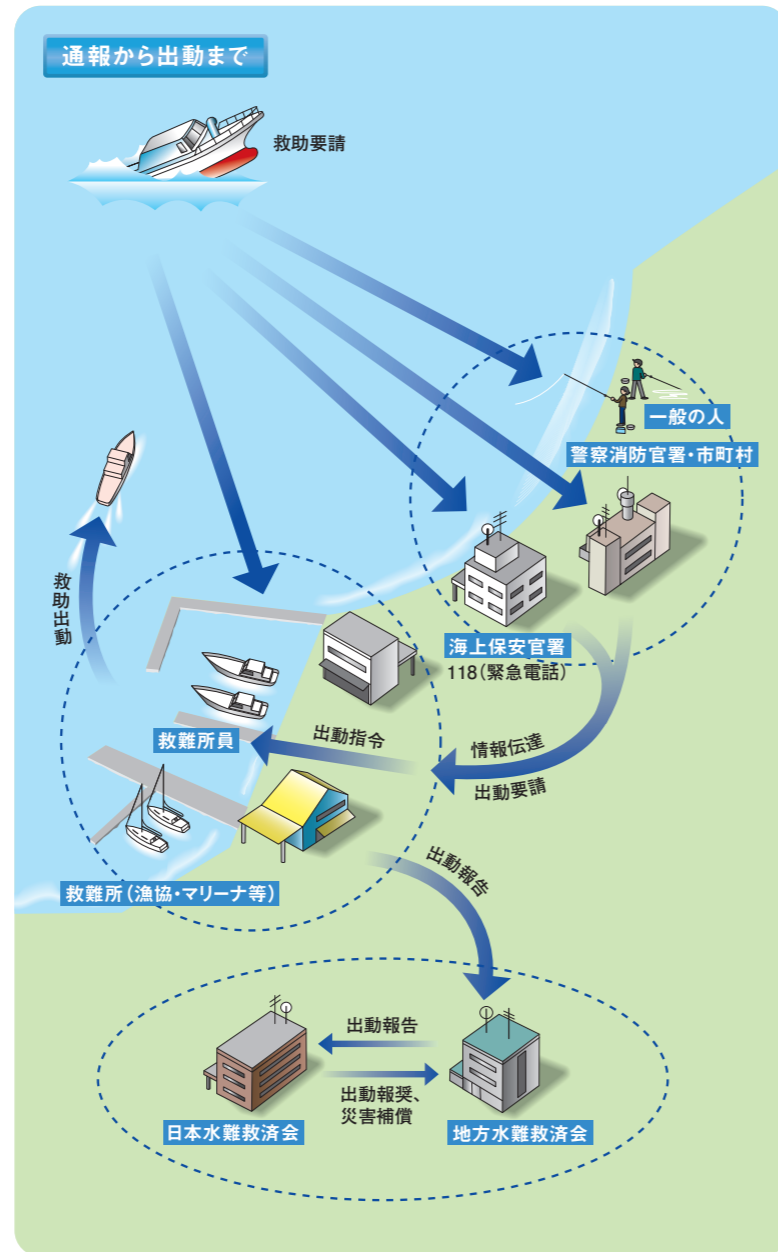 通報から出動まで
救助要請
一般の人
警察消防官署・市町村
海上保安官署
118（緊急電話）
救助出動
救難所員
出動指令
情報伝達
出動要請
救難所（漁協・マリーナ等）
出動報告
出動報告
出動報奨、
災害補償
日本水難救済会
地方水難救済会